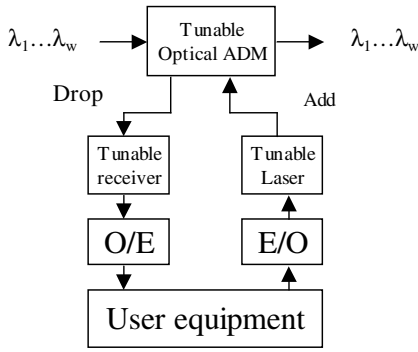 λ1…λw
Tunable
Optical ADM
λ1…λw
Drop
Add
Tunable
receiver
Tunable
Laser
O/E
E/O
User equipment